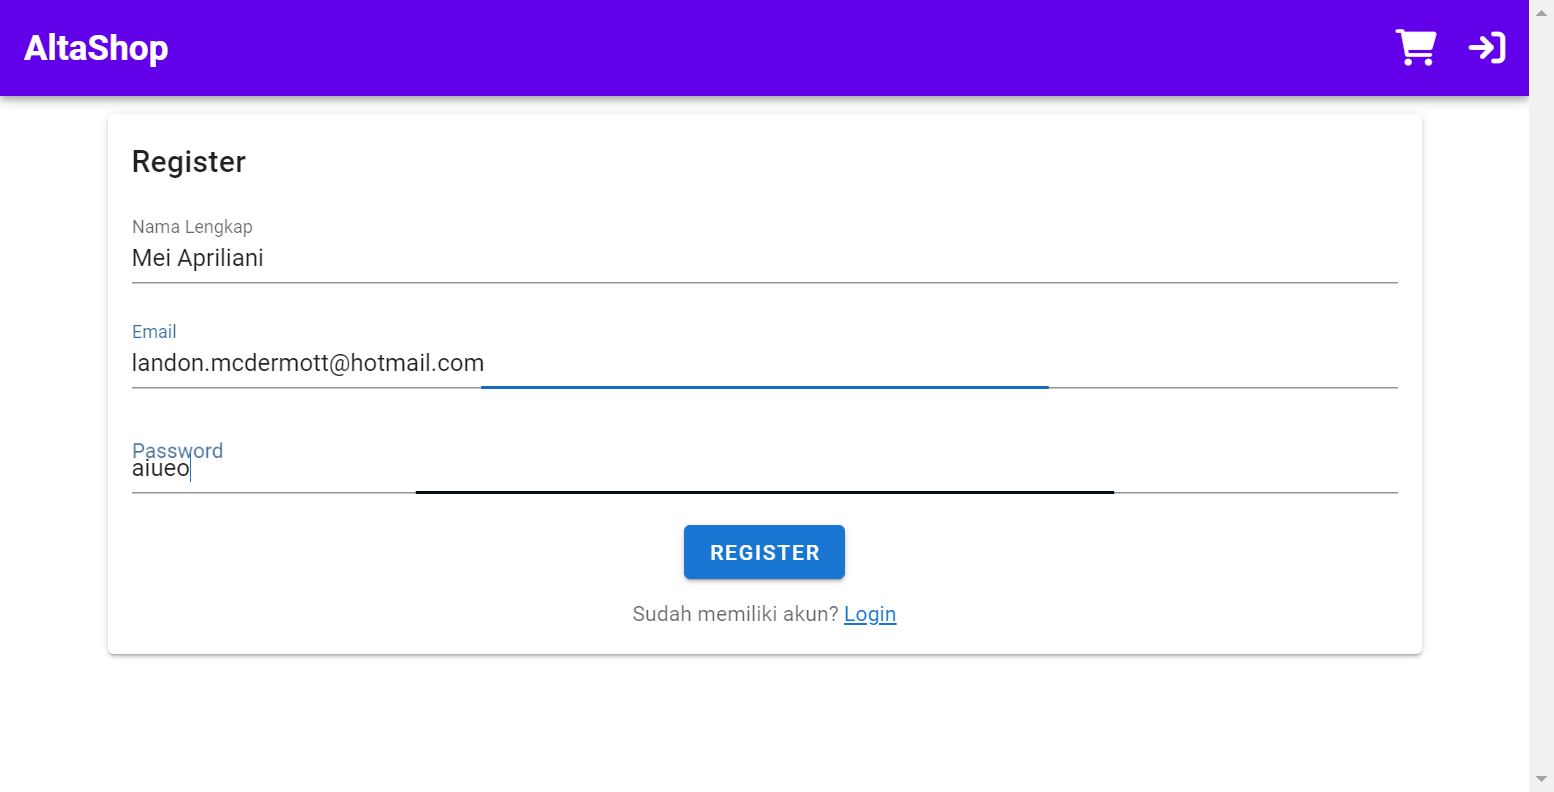 AltaShop
Register
Nama Lengkap
Mei Apriliani
Email
landon.mcdermott@hotmail.com
Password
aiueo
REGISTER
Sudah memiliki akun? Login